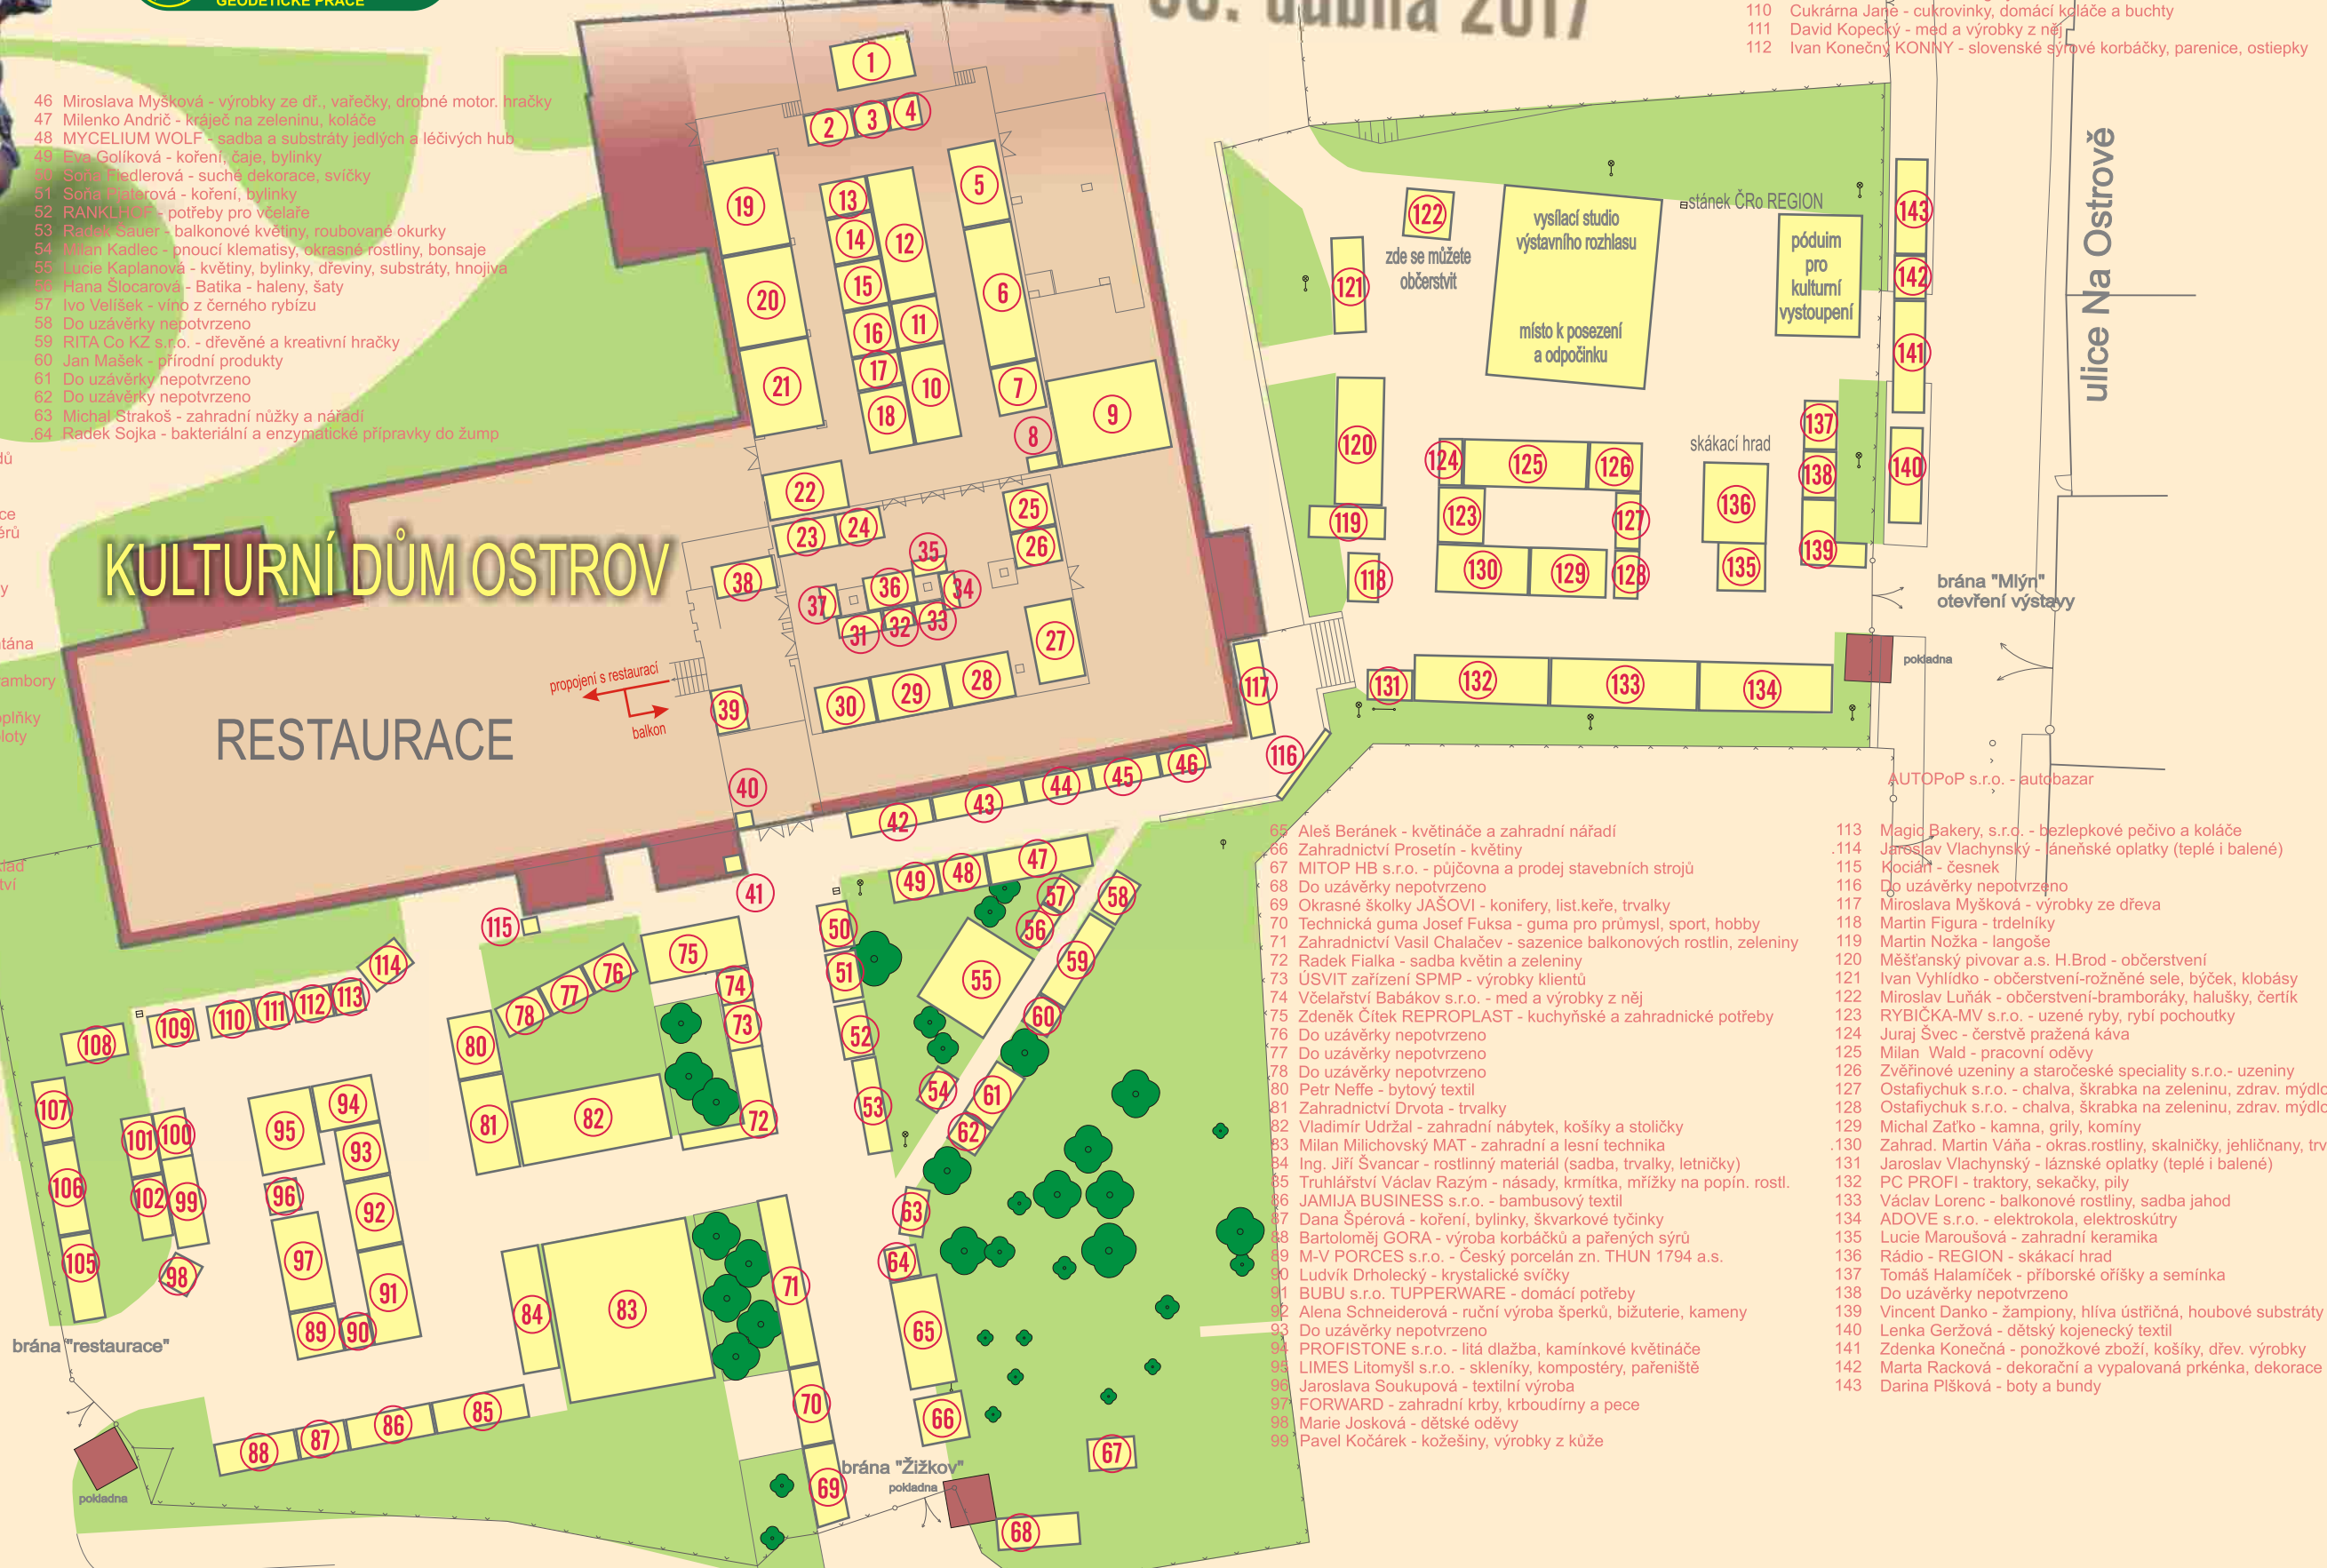 GEODETICKÉ PRÁCE
dubna 2017
110 Cukrárna Jané - cukrovinky, domácí koláče a buchty
111 David Kopecký - med a výrobky z něj
112 Ivan Konečný KONNY - slovenské sýrové korbáčky, parenice, ostiepky
46 Miroslava Myšková - výrobky ze dř., vařečky, drobné motor. hračky
47 Milenko Andrič - kráječ na zeleninu, koláče
48 MYCELIUM WOLF - sadba a substráty jedlých a léčivých hub
49 Eva Golíková - koření, čaje, bylinky
50 Soňa Fiedlerová - suché dekorace, svíčky
51 Soňa Pjaterová - koření, bylinky
52 RANKLHOF - potřeby pro včelaře
53 Radek Sauer - balkonové květiny, roubované okurky
54 Milan Kadlec - pnoucí klematisy, okrasné rostliny, bonsaje
55 Lucie Kaplanová - květiny, bylinky, dřeviny, substráty, hnojiva
56 Hana Šlocarová - Batika - haleny, šaty
57 Ivo Velíšek - víno z černého rybízu
58 Do uzávěrky nepotvrzeno
59 RITA Co KZ s.r.o. - dřevěné a kreativní hračky
60 Jan Mašek - přírodní produkty
61 Do uzávěrky nepotvrzeno
62 Do uzávěrky nepotvrzeno
63 Michal Strakoš - zahradní nůžky a nářadí
.64 Radek Sojka - bakteriální a enzymatické přípravky do žump
KULTURNÍ DŮM OSTROV
RESTAURACE
propojení s restaurací
balkon
1
2 3 4
5
6
7
8
9
10
11
12
13
14
15
16
17
18
19
20
21
22
23 24
25
26
27
28
29
30
31 32 33
34
35
36
37
38
39
40
41
42 43 44 45 46
49 48 47
50
51
52
53
54
55
56
57
58
59
60
61
62
63
64
65
66
67
68
69
70
71
72
73
74
75
76
77
78
80
81
82
83
84
85
86
87
88
89
90
91
92
93
94
95
96
97
98
99
100
101
102
105
106
107
108
109
110
111
112
113
114
115
116
117
118
119
120
121
122
123
124
125
126
127
128
129
130
131
132
133
134
135
136
137
138
139
140
141
142
143
zde se můžete
občerstvit
vysílací studio
výstavního rozhlasu
místo k posezení
a odpočinku
stánek ČRo REGION
póduim
pro
kulturní
vystoupení
skákací hrad
ulice Na Ostrově
brána "Mlýn"
otevření výstavy
pokladna
brána "restaurace"
pokladna
brána "Žižkov"
pokladna
AUTOPoP s.r.o. - autobazar
65 Aleš Beránek - květináče a zahradní nářadí
66 Zahradnictví Prosetín - květiny
67 MITOP HB s.r.o. - půjčovna a prodej stavebních strojů
68 Do uzávěrky nepotvrzeno
69 Okrasné školky JAŠOVI - konifery, list.keře, trvalky
70 Technická guma Josef Fuksa - guma pro průmysl, sport, hobby
71 Zahradnictví Vasil Chalačev - sazenice balkonových rostlin, zeleniny
72 Radek Fialka - sadba květin a zeleniny
73 ÚSVIT zařízení SPMP - výrobky klientů
74 Včelařství Babákov s.r.o. - med a výrobky z něj
75 Zdeněk Čítek REPROPLAST - kuchyňské a zahradnické potřeby
76 Do uzávěrky nepotvrzeno
77 Do uzávěrky nepotvrzeno
78 Do uzávěrky nepotvrzeno
80 Petr Neffe - bytový textil
81 Zahradnictví Drvota - trvalky
82 Vladimír Udržal - zahradní nábytek, košíky a stoličky
83 Milan Milichovský MAT - zahradní a lesní technika
84 Ing. Jiří Švancar - rostlinný materiál (sadba, trvalky, letničky)
85 Truhlářství Václav Razým - násady, krmítka, mřížky na popín. rostl.
86 JAMIJA BUSINESS s.r.o. - bambusový textil
87 Dana Špérová - koření, bylinky, škvarkové tyčinky
88 Bartoloměj GORA - výroba korbáčků a pařených sýrů
89 M-V PORCES s.r.o. - Český porcelán zn. THUN 1794 a.s.
90 Ludvík Drholecký - krystalické svíčky
91 BUBU s.r.o. TUPPERWARE - domácí potřeby
92 Alena Schneiderová - ruční výroba šperků, bižuterie, kameny
93 Do uzávěrky nepotvrzeno
94 PROFISTONE s.r.o. - litá dlažba, kamínkové květináče
95 LIMES Litomyšl s.r.o. - skleníky, kompostéry, pařeniště
96 Jaroslava Soukupová - textilní výroba
97 FORWARD - zahradní krby, krboudírny a pece
98 Marie Josková - dětské oděvy
99 Pavel Kočárek - kožešiny, výrobky z kůže
113 Magic Bakery, s.r.o. - bezlepkové pečivo a koláče
.114 Jaroslav Vlachynský - láneňské oplatky (teplé i balené)
115 Kocián - česnek
116 Do uzávěrky nepotvrzeno
117 Miroslava Myšková - výrobky ze dřeva
118 Martin Figura - trdelníky
119 Martin Nožka - langoše
120 Měšťanský pivovar a.s. H.Brod - občerstvení
121 Ivan Vyhlídko - občerstvení-rožněné sele, býček, klobásy
122 Miroslav Luňák - občerstvení-bramboráky, halušky, čertík
123 RYBIČKA-MV s.r.o. - uzené ryby, rybí pochoutky
124 Juraj Švec - čerstvě pražená káva
125 Milan Wald - pracovní oděvy
126 Zvěřinové uzeniny a staročeské speciality s.r.o.- uzeniny
127 Ostafiychuk s.r.o. - chalva, škrabka na zeleninu, zdrav. mýdlo
128 Ostafiychuk s.r.o. - chalva, škrabka na zeleninu, zdrav. mýdlo
129 Michal Zaťko - kamna, grily, komíny
.130 Zahrad. Martin Váňa - okras.rostliny, skalničky, jehličnany, trv
131 Jaroslav Vlachynský - láznské oplatky (teplé i balené)
132 PC PROFI - traktory, sekačky, pily
133 Václav Lorenc - balkonové rostliny, sadba jahod
134 ADOVE s.r.o. - elektrokola, elektroskútry
135 Lucie Maroušová - zahradní keramika
136 Rádio - REGION - skákací hrad
137 Tomáš Halamíček - příborské oříšky a semínka
138 Do uzávěrky nepotvrzeno
139 Vincent Danko - žampiony, hlíva ústřičná, houbové substráty
140 Lenka Geržová - dětský kojenecký textil
141 Zdenka Konečná - ponožkové zboží, košíky, dřev. výrobky
142 Marta Racková - dekorační a vypalovaná prkénka, dekorace
143 Darina Plšková - boty a bundy